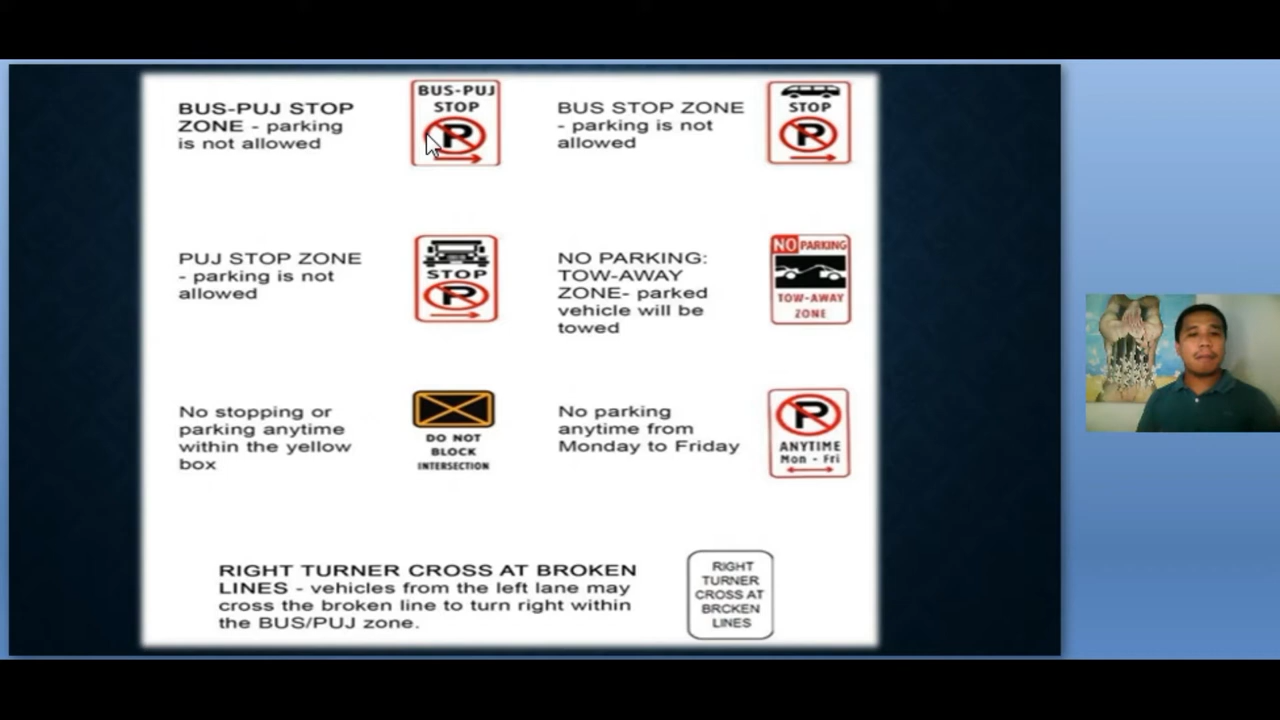 BUS-PUJ STOP
ZONE - parking
is not allowed
BUS-PUJ
STOP
P
BUS STOP ZONE
- parking is not
allowed
STOP
P
PUJ STOP ZONE
- parking is not
allowed
STOP
P
NO PARKING:
TOW-AWAY
ZONE- parked
vehicle will be
towed
NO PARKING
TOW-AWAY
ZONE
No stopping or
parking anytime
within the yellow
box
DO NOT
BLOCK
INTERSECTION
No parking
anytime from
Monday to Friday
P
ANYTIME
Mon - Fri
RIGHT TURNER CROSS AT BROKEN
LINES - vehicles from the left lane may
cross the broken line to turn right within
the BUS/PUJ zone.
RIGHT
TURNER
CROSS AT
BROKEN
LINES